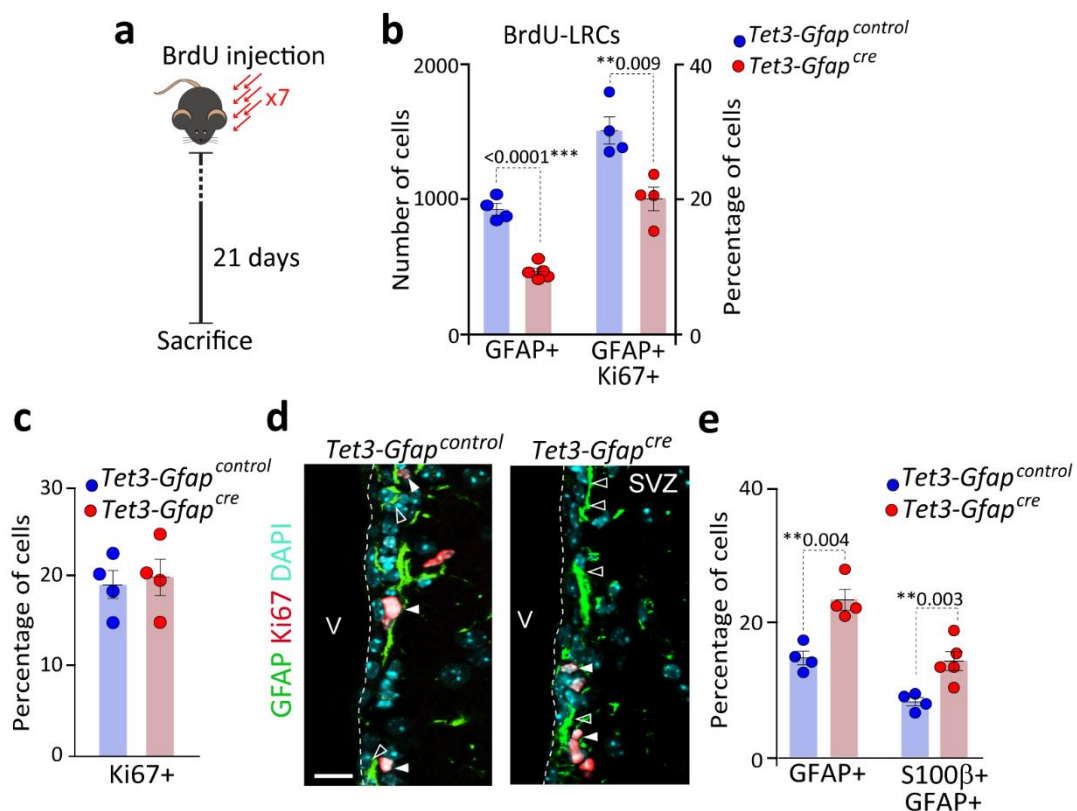 a
BrdU injection
x7
21 days
Sacrifice
b
BrdU-LRCs
Tet3-Gfap control
Tet3-Gfap cre
Number of cells
2000
1000
0
<0.0001***
**0.009
40
20
0
Percentage of cells
GFAP+
GFAP+
Ki67+
c
Tet3-Gfap control
Tet3-Gfap cre
Percentage of cells
30
20
10
0
Ki67+
d
Tet3-Gfap control
Tet3-Gfap cre
GFAP Ki67 DAPI
V
V
SVZ
e
Tet3-Gfap control
Tet3-Gfap cre
Percentage of cells
40
20
0
**0.004
**0.003
GFAP+
S100β+
GFAP+